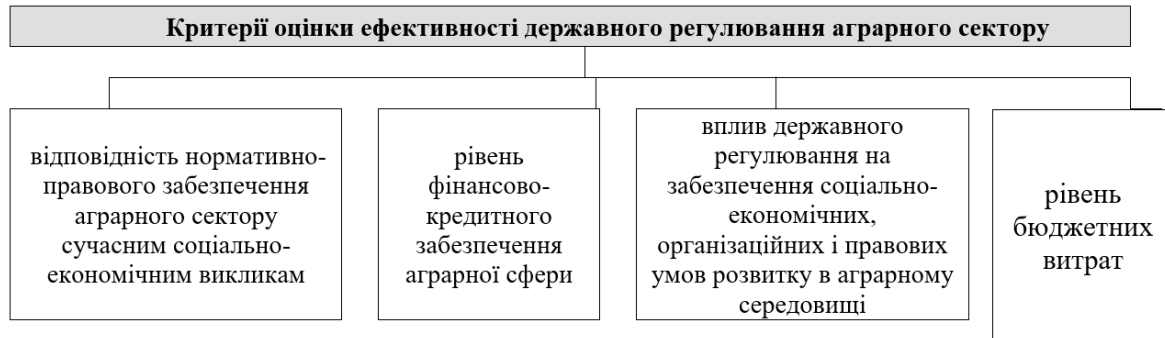 Критерії оцінки ефективності державного регулювання аграрного сектору
відповідність нормативно-
правового забезпечення
аграрного сектору
сучасним соціально-
економічним викликам
рівень
фінансово-
кредитного
забезпечення
аграрної сфери
вплив державного
регулювання на
забезпечення соціально-
економічних,
організаційних і правових
умов розвитку в аграрному
середовищі
рівень
бюджетних
витрат